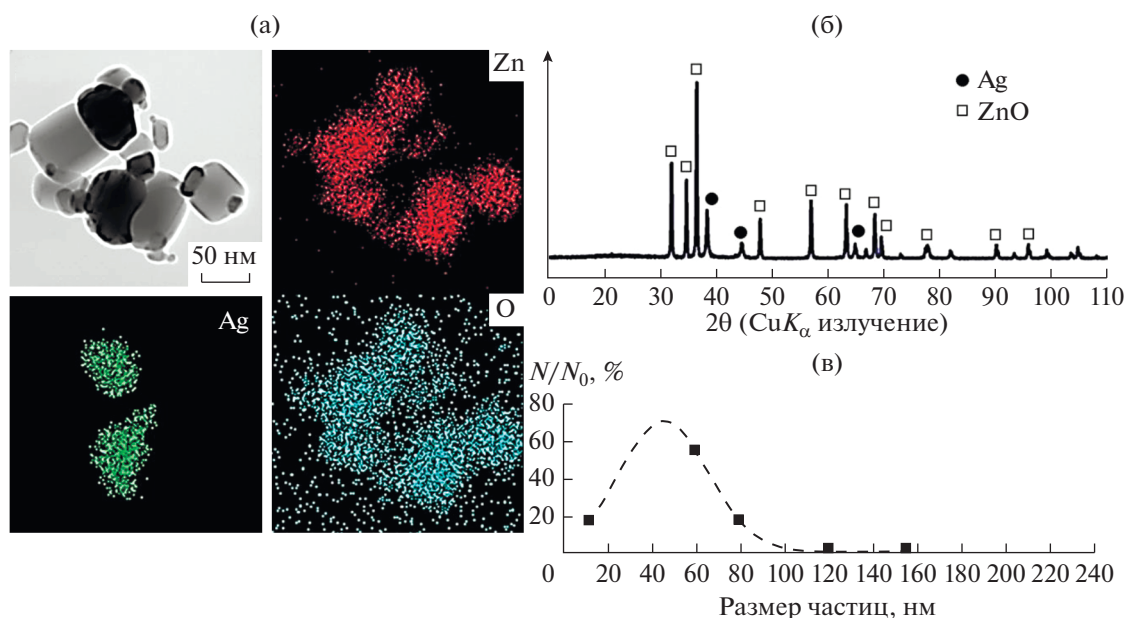 (а)
Zn
50 нм
Ag
O
(б)
Ag
ZnO
0 10 20 30 40 50 60 70 80 90 100 110
2θ (CuKα излучение)
(в)
N/N0, %
80
60
40
20
0 20 40 60 80 100 120 140 160 180 200 220 240
Размер частиц, нм